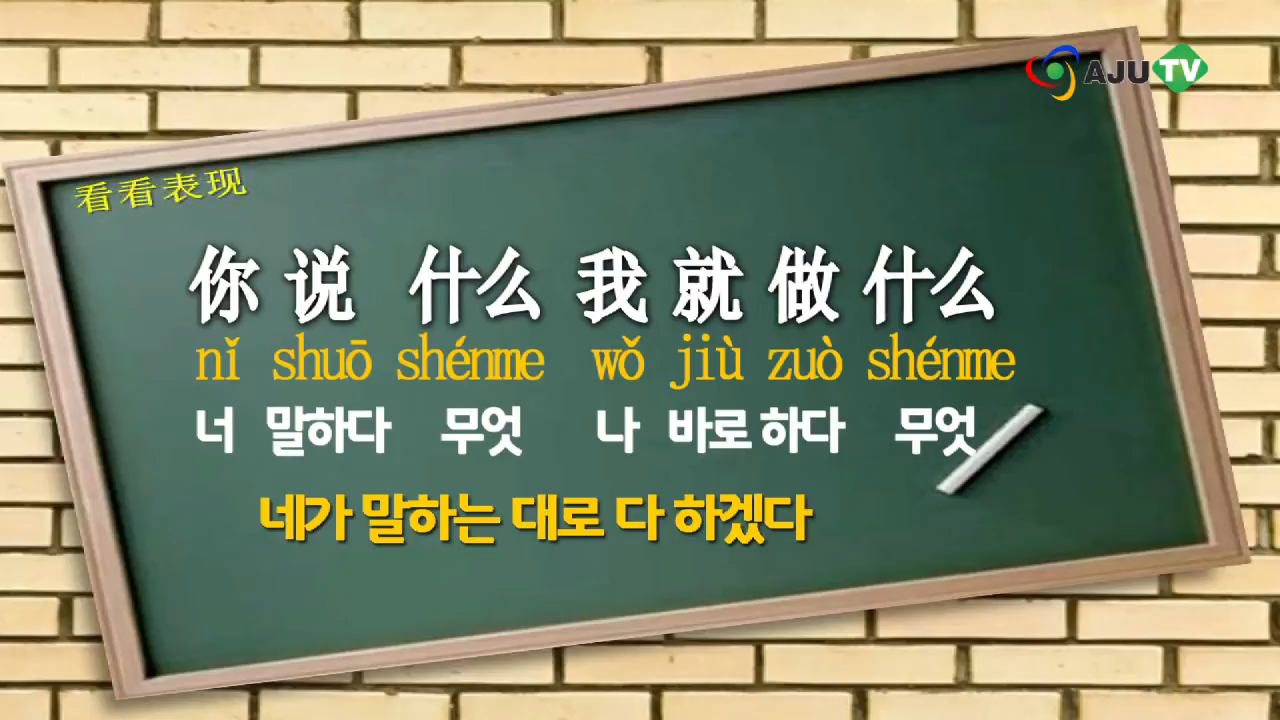 AJU TV
看看表现
你 说 什么 我 就 做 什么
nǐ shuō shénme wǒ jiù zuò shénme
너 말하다 무엇 나 바로 하다 무엇
네가 말하는 대로 다 하겠다